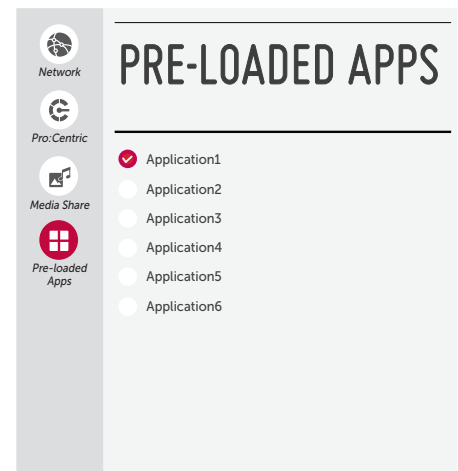 Network
Pro:Centric
Media Share
Pre-loaded
Apps
PRE-LOADED APPS
Application1
Application2
Application3
Application4
Application5
Application6